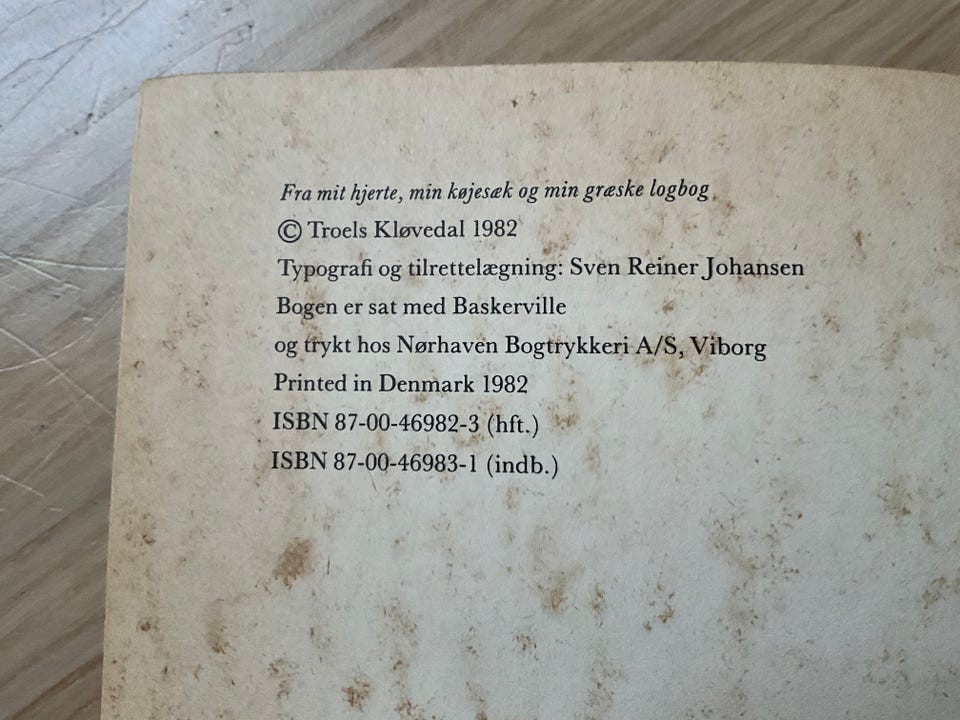 Fra mit hjerte, min køjesæk og min græske logbog
© Troels Kløvedal 1982
Typografi og tilrettelægning: Sven Reiner Johansen
Bogen er sat med Baskerville
og trykt hos Nørhaven Bogtrykkeri A/S, Viborg
Printed in Denmark 1982
ISBN 87-00-46982-3 (hft.)
ISBN 87-00-46983-1 (indb.)